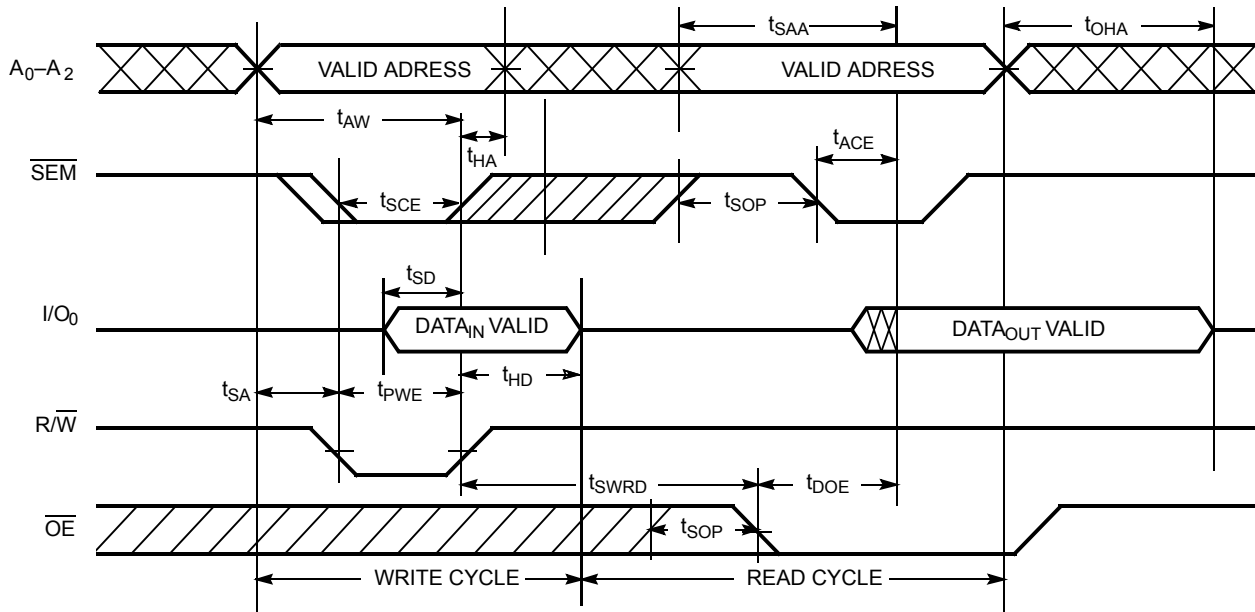 tSAA
tOHA
A0–A2
VALID ADRESS
VALID ADRESS
tAW
tHA
tACE
SEM
tSCE
tSOP
tSD
I/O0
DATAIN VALID
DATAOUT VALID
tHD
tSA
tPWE
R/W
tSWRD
tDOE
OE
tSOP
WRITE CYCLE
READ CYCLE